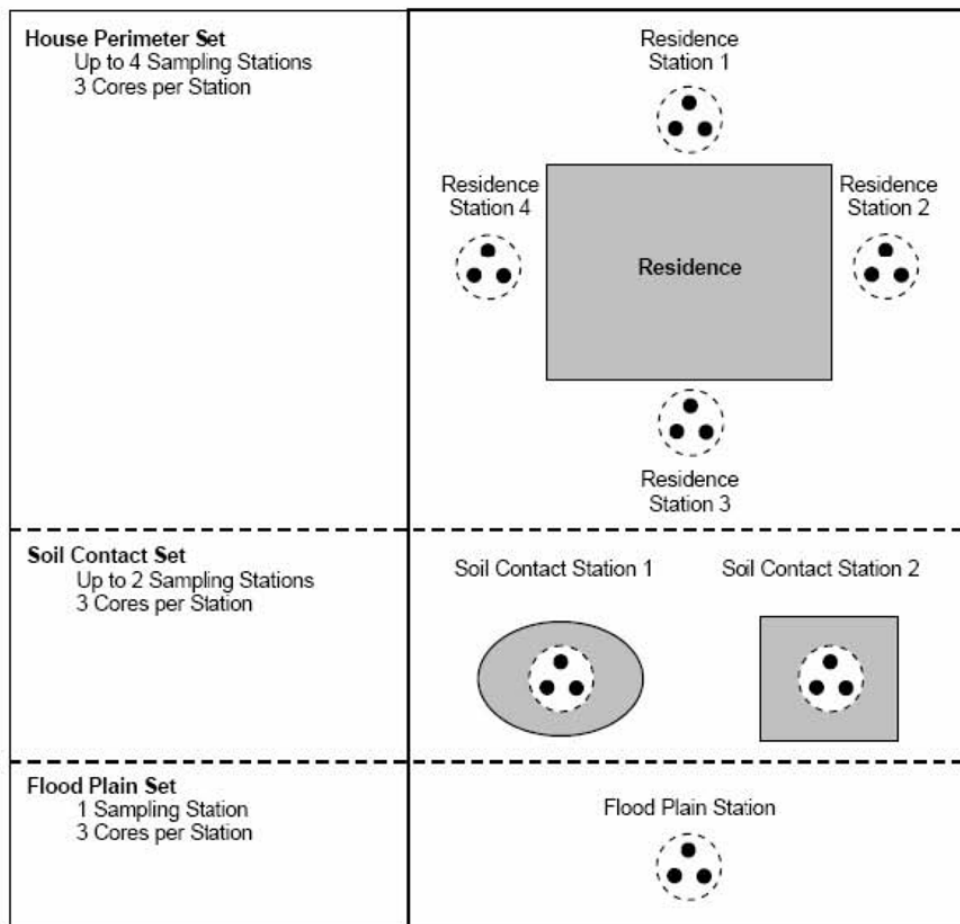 House Perimeter Set
Up to 4 Sampling Stations
3 Cores per Station
Residence
Station 1
Residence
Station 4
Residence
Station 2
Residence
Residence
Station 3
Soil Contact Set
Up to 2 Sampling Stations
3 Cores per Station
Soil Contact Station 1
Soil Contact Station 2
Flood Plain Set
1 Sampling Station
3 Cores per Station
Flood Plain Station